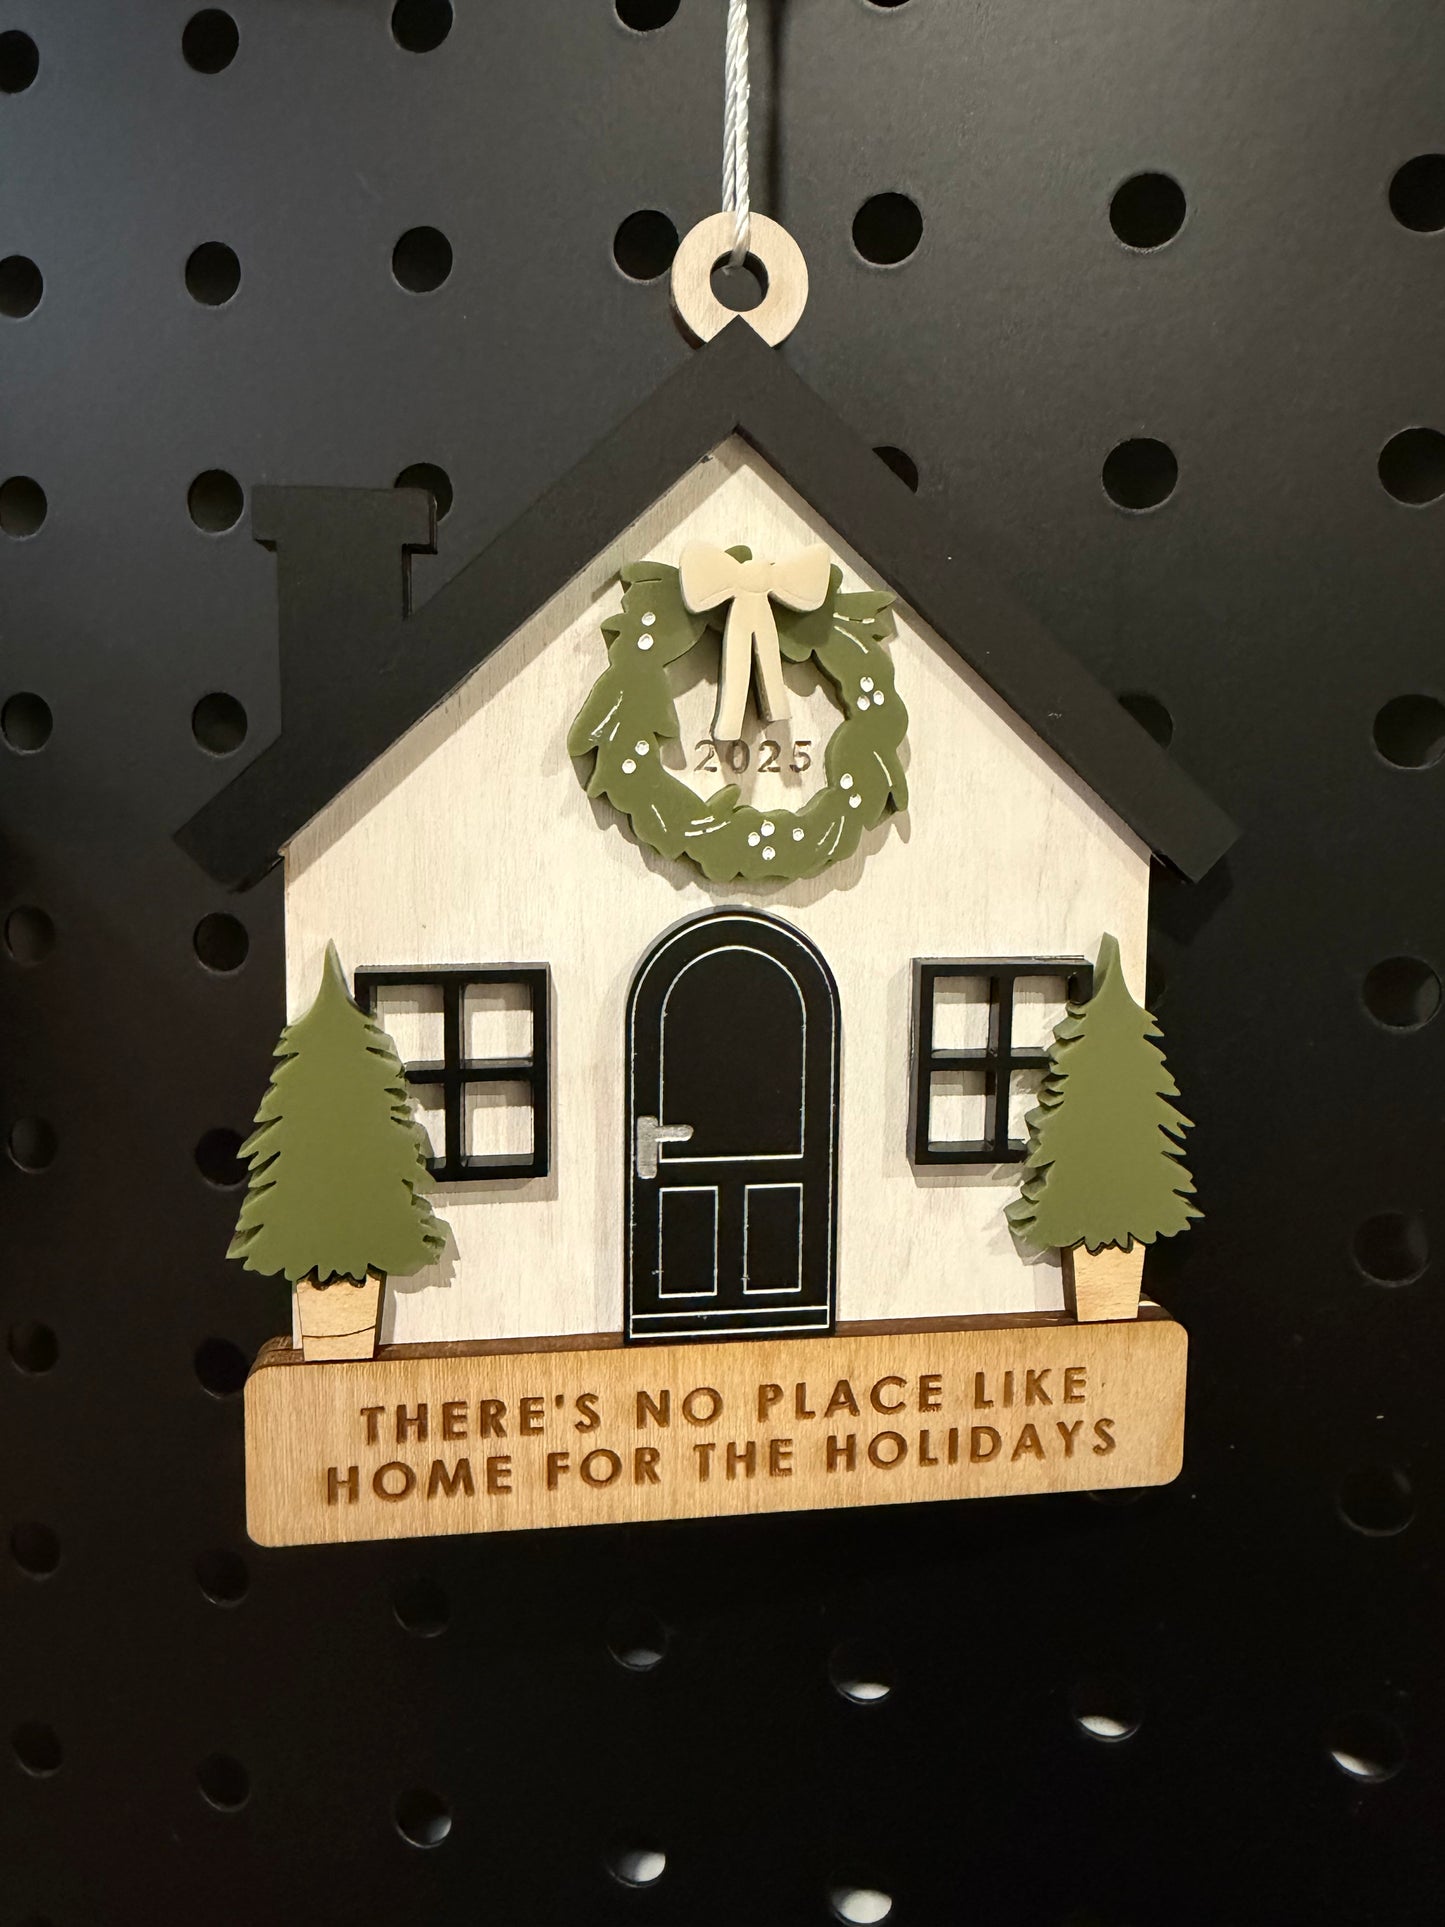 2025
THERE'S NO PLACE LIKE
HOME FOR THE HOLIDAYS